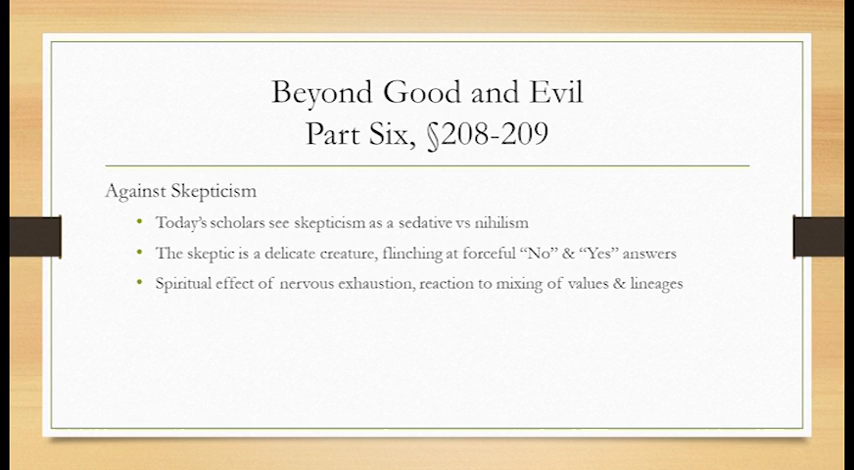 Beyond Good and Evil
Part Six, §208-209
Against Skepticism
• Today's scholars see skepticism as a sedative vs nihilism
• The skeptic is a delicate creature, flinching at forceful “No” & “Yes” answers
• Spiritual effect of nervous exhaustion, reaction to mixing of values & lineages